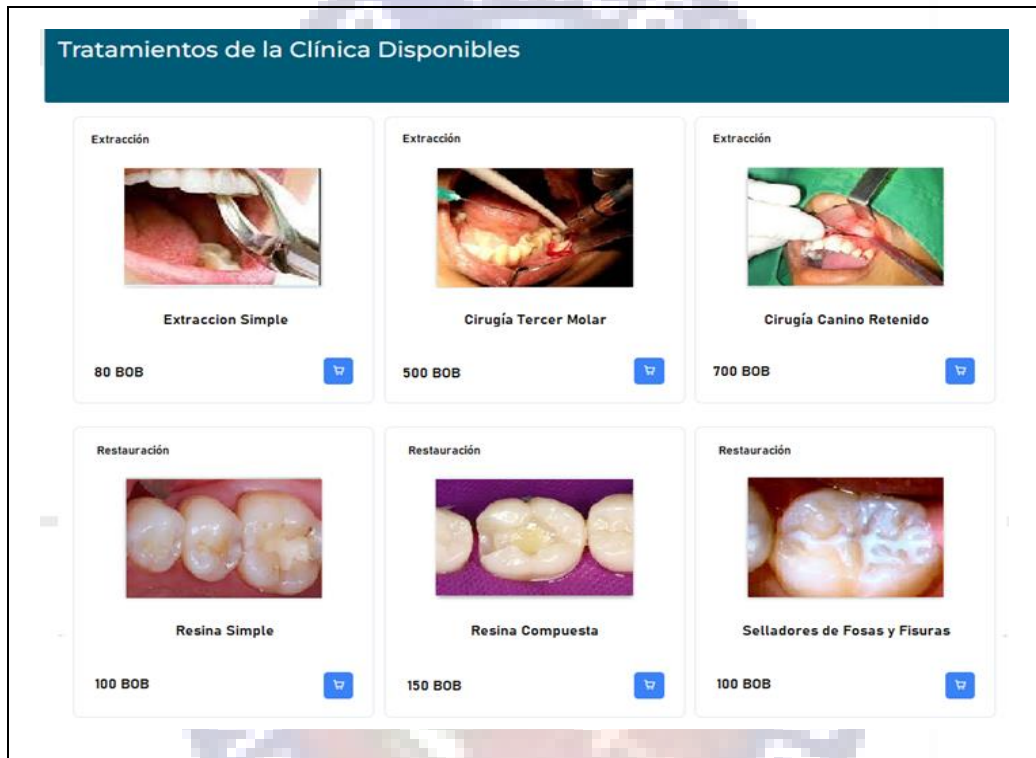 Tratamientos de la Clínica Disponibles
Extracción
Extracción
Extracción
Extraccion Simple
Cirugía Tercer Molar
Cirugía Canino Retenido
80 BOB
500 BOB
700 BOB
Restauración
Restauración
Restauración
Resina Simple
Resina Compuesta
Selladores de Fosas y Fisuras
100 BOB
150 BOB
100 BOB